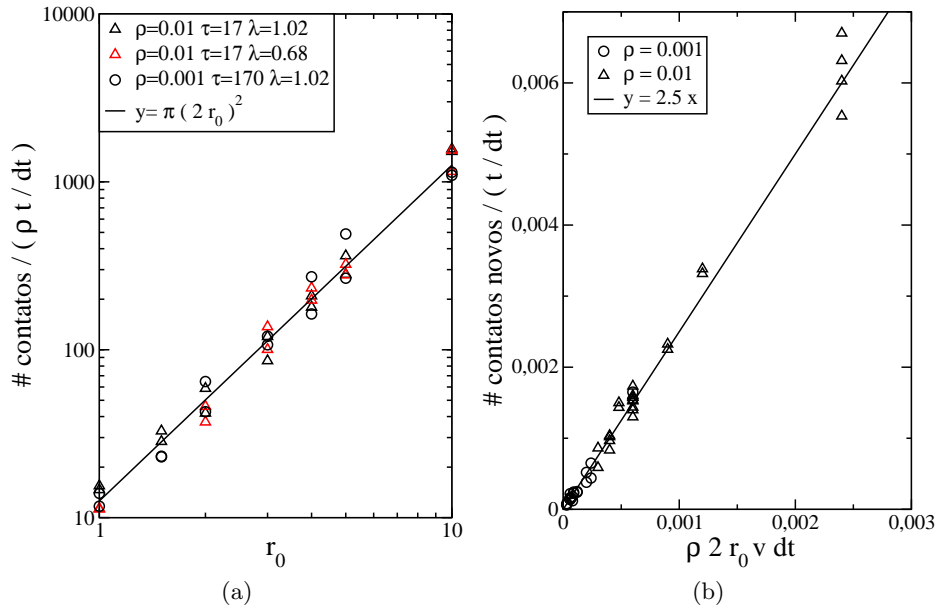 10000
1000
100
10
# contatos / ( ρ t / dt )
ρ=0.01 τ=17 λ=1.02
ρ=0.01 τ=17 λ=0.68
ρ=0.001 τ=170 λ=1.02
y= π ( 2 r₀ )²
1 10
r₀
(a)
0,006
0,004
0,002
0
# contatos novos / ( t / dt )
ρ = 0.001
ρ = 0.01
y = 2.5 x
0 0,001 0,002 0,003
ρ 2 r₀ v dt
(b)